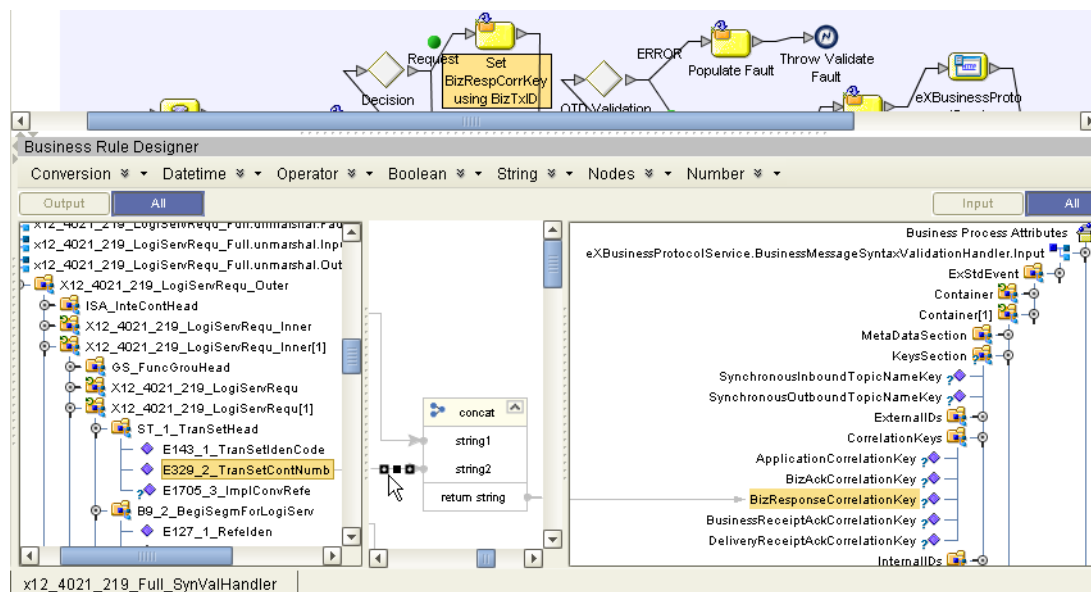 ERROR
Request
Set
BizRespCorrKey
using BizTxID
Decision
OTD Validation
Populate Fault
Throw Validate
Fault
eXBusinessProto
Business Rule Designer
Conversion Datetime Operator Boolean String Nodes Number
Output All Input All
x12_4021_219_LogiServRequ_Full.unmarshal.Fau
x12_4021_219_LogiServRequ_Full.unmarshal.Inp
x12_4021_219_LogiServRequ_Full.unmarshal.Out
X12_4021_219_LogiServRequ_Outer
ISA_InteContHead
X12_4021_219_LogiServRequ_Inner
X12_4021_219_LogiServRequ_Inner[1]
GS_FuncGrouHead
X12_4021_219_LogiServRequ
X12_4021_219_LogiServRequ[1]
ST_1_TranSetHead
E143_1_TranSetIdenCode
E329_2_TranSetContNumb
E1705_3_ImplConvRefe
B9_2_BegiSegmForLogiServ
E127_1_RefeIden
concat
string1
string2
return string
Business Process Attributes
eXBusinessProtocolService.BusinessMessageSyntaxValidationHandler.Input
ExStdEvent
Container
Container[1]
MetaDataSection
KeysSection
SynchronousInboundTopicNameKey
SynchronousOutboundTopicNameKey
ExternalIDs
CorrelationKeys
ApplicationCorrelationKey
BizAckCorrelationKey
BizResponseCorrelationKey
BusinessReceiptAckCorrelationKey
DeliveryReceiptAckCorrelationKey
InternalIDs
x12_4021_219_Full_SynValHandler